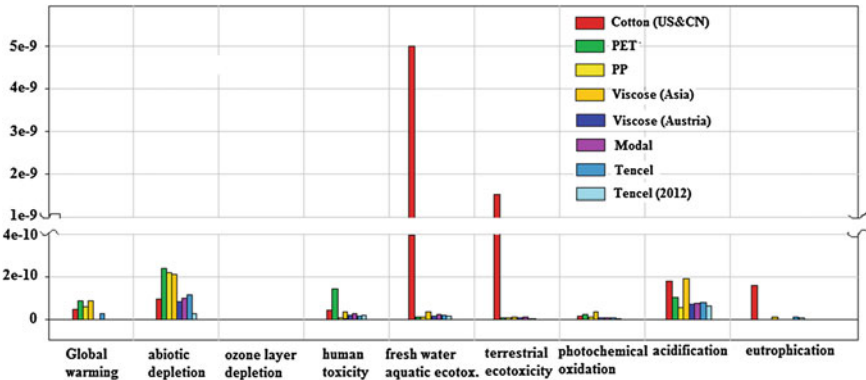 5e-9
4e-9
3e-9
2e-9
1e-9
4e-10
2e-10
0
Cotton (US&CN)
PET
PP
Viscose (Asia)
Viscose (Austria)
Modal
Tencel
Tencel (2012)
Global
warming
abiotic
depletion
ozone layer
depletion
human
toxicity
fresh water
aquatic ecotox.
terrestrial
ecotoxicity
photochemical
oxidation
acidification
eutrophication